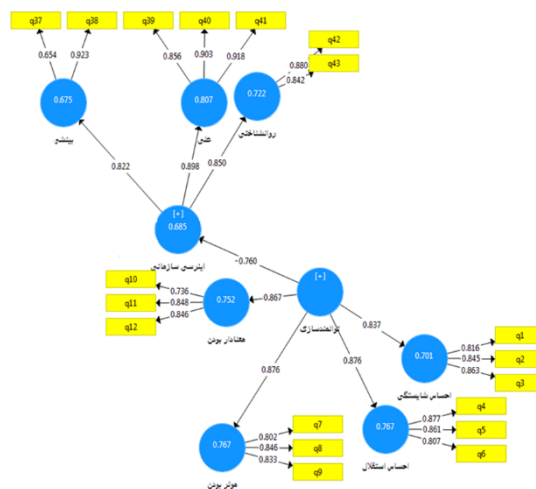 q37
q38
q39
q40
q41
q42
q43
0.654
0.923
0.856
0.903
0.918
0.880
0.842
0.675
0.807
0.722
بینشی
عنی
روانشناختی
0.822
0.898
0.850
[+]
0.685
اینرسی سازمانی
-0.760
[+]
توانمندسازی
q10
q11
q12
0.736
0.848
0.846
0.752
0.867
معنادار بودن
0.837
0.701
احساس شایستگی
0.816
0.845
0.863
q1
q2
q3
0.876
0.767
احساس استقلال
0.877
0.861
0.807
q4
q5
q6
0.876
0.767
موثر بودن
0.802
0.846
0.833
q7
q8
q9